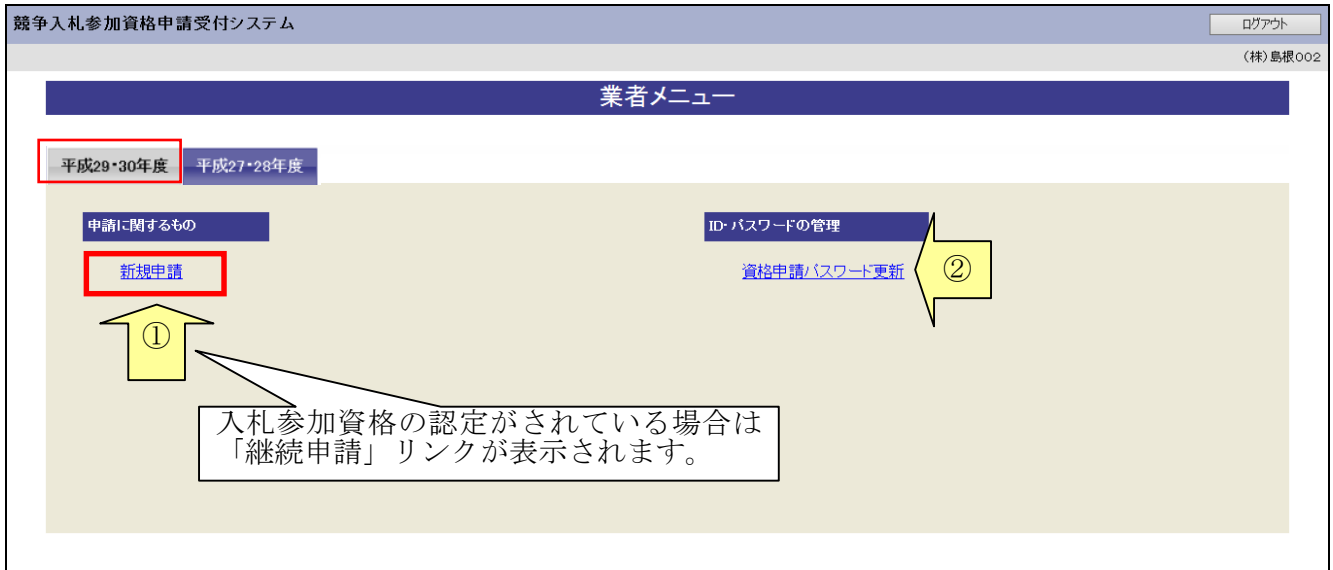 競争入札参加資格申請受付システム
ログアウト
(株)島根002
業者メニュー
平成29・30年度
平成27・28年度
申請に関するもの
ID・パスワードの管理
新規申請
資格申請パスワード更新
②
①
入札参加資格の認定がされている場合は
「継続申請」リンクが表示されます。